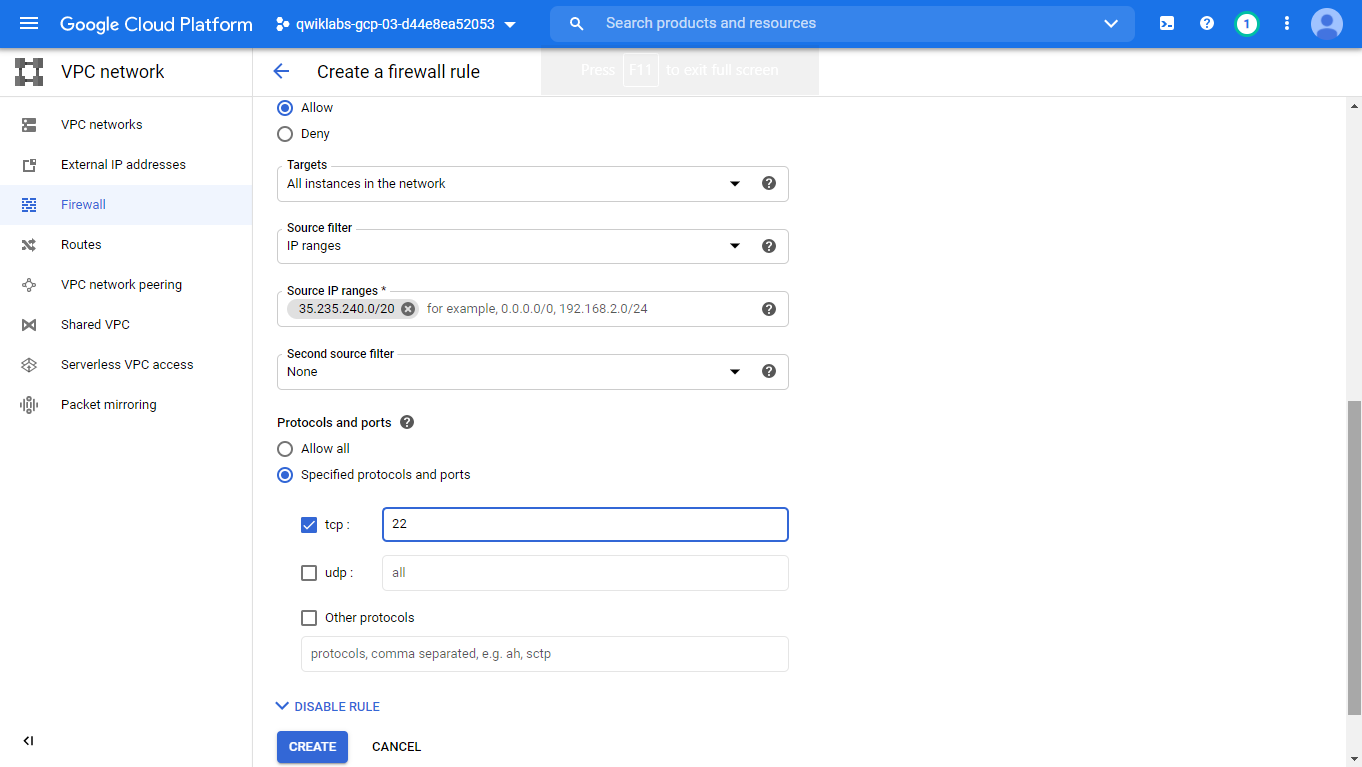 Google Cloud Platform
qwiklabs-gcp-03-d44e8ea52053
Search products and resources
1
VPC network
Create a firewall rule
Press F11 to exit full screen
VPC networks
External IP addresses
Firewall
Routes
VPC network peering
Shared VPC
Serverless VPC access
Packet mirroring
Allow
Deny
Targets
All instances in the network
Source filter
IP ranges
Source IP ranges *
35.235.240.0/20 for example, 0.0.0.0/0, 192.168.2.0/24
Second source filter
None
Protocols and ports
Allow all
Specified protocols and ports
tcp : 22
udp : all
Other protocols
protocols, comma separated, e.g. ah, sctp
DISABLE RULE
CREATE CANCEL